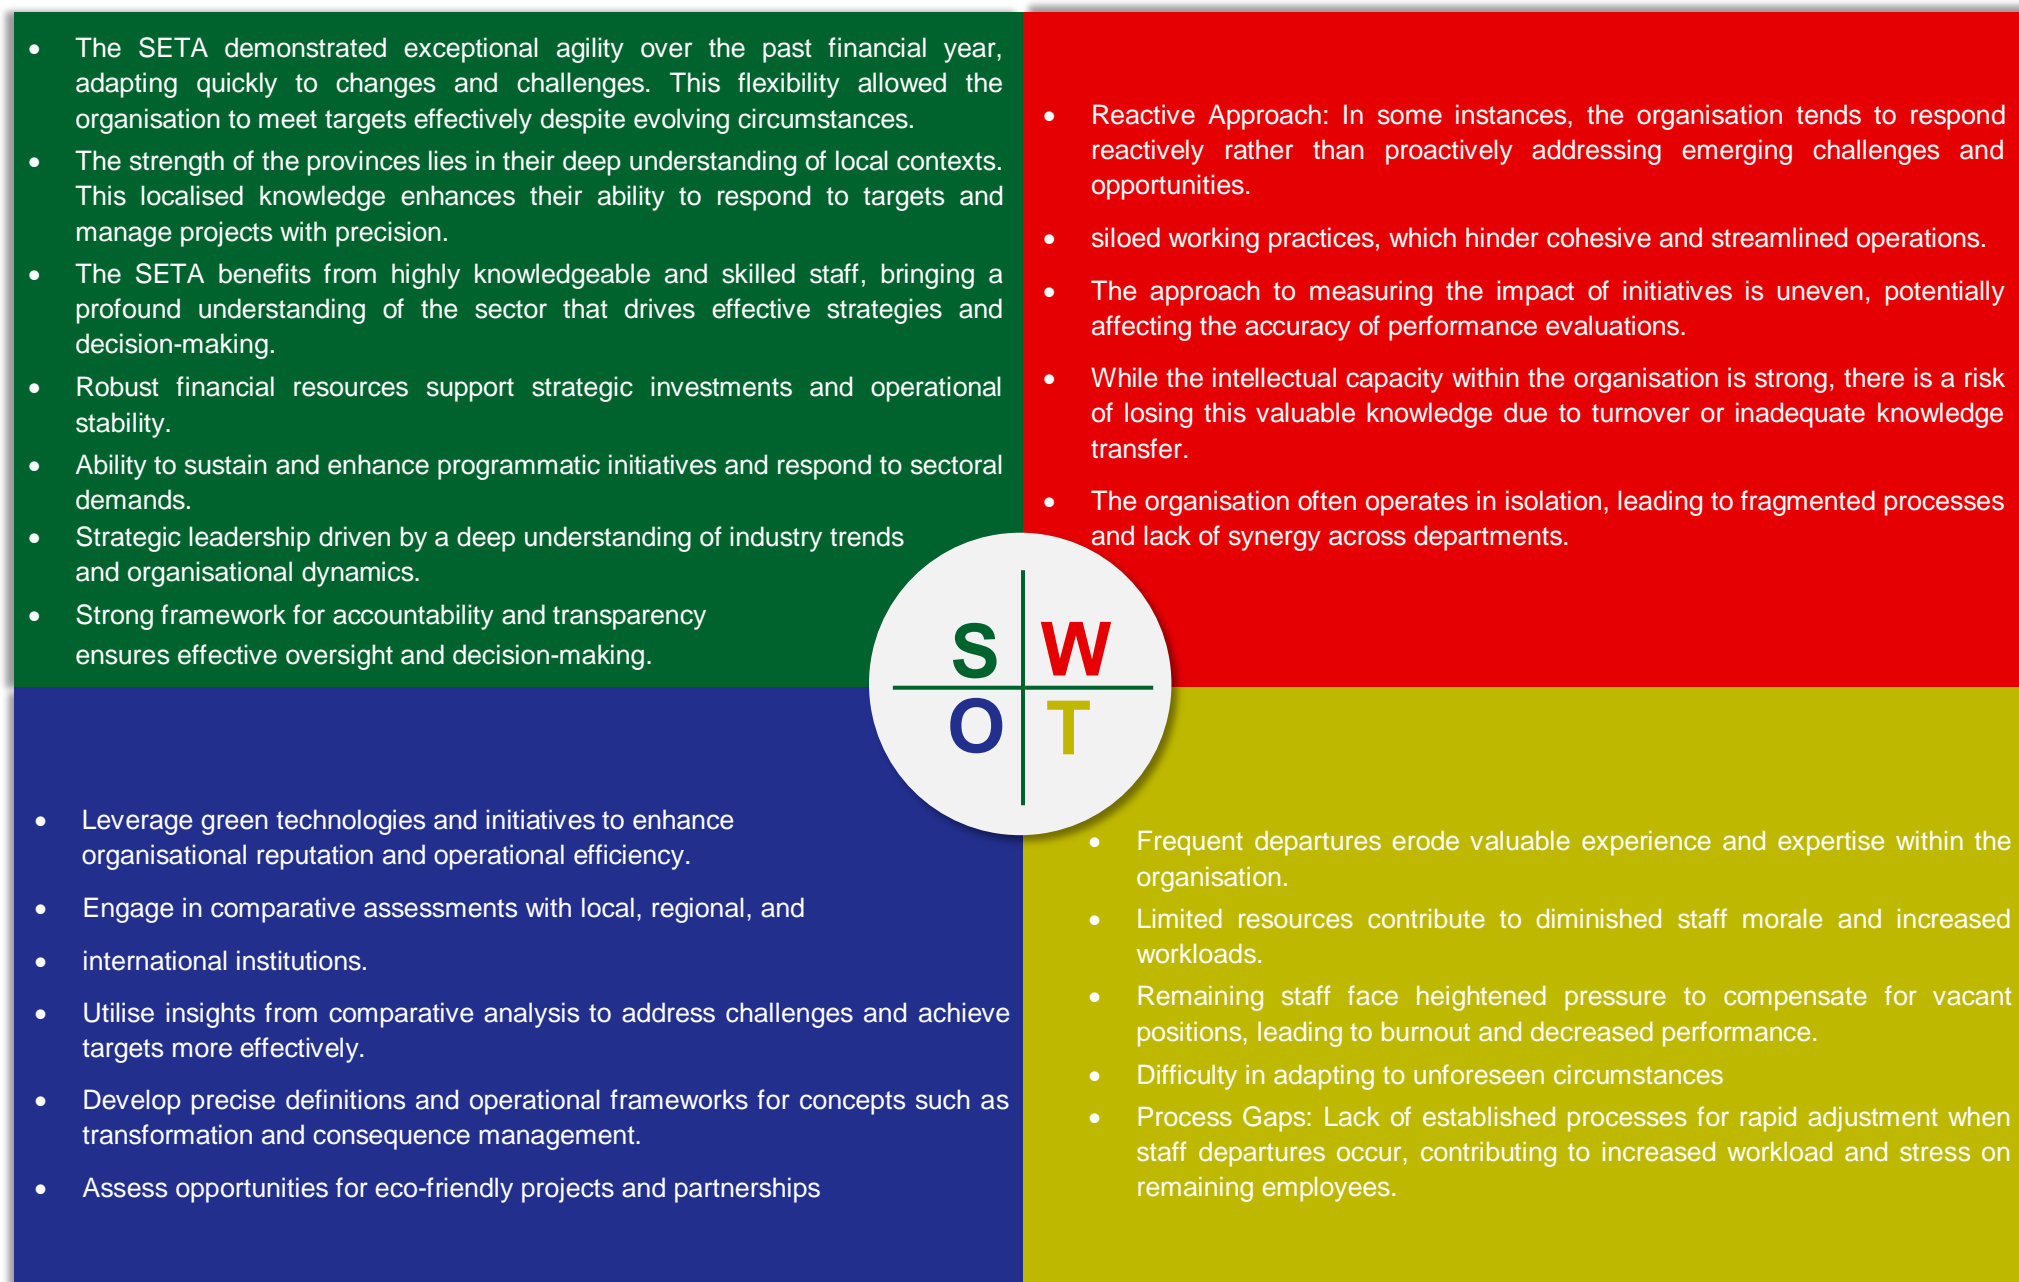 • The SETA demonstrated exceptional agility over the past financial year,
adapting quickly to changes and challenges. This flexibility allowed the
organisation to meet targets effectively despite evolving circumstances.
• The strength of the provinces lies in their deep understanding of local contexts.
This localised knowledge enhances their ability to respond to targets and
manage projects with precision.
• The SETA benefits from highly knowledgeable and skilled staff, bringing a
profound understanding of the sector that drives effective strategies and
decision-making.
• Robust financial resources support strategic investments and operational
stability.
• Ability to sustain and enhance programmatic initiatives and respond to sectoral
demands.
• Strategic leadership driven by a deep understanding of industry trends
and organisational dynamics.
• Strong framework for accountability and transparency
ensures effective oversight and decision-making.
• Reactive Approach: In some instances, the organisation tends to respond
reactively rather than proactively addressing emerging challenges and
opportunities.
• siloed working practices, which hinder cohesive and streamlined operations.
• The approach to measuring the impact of initiatives is uneven, potentially
affecting the accuracy of performance evaluations.
• While the intellectual capacity within the organisation is strong, there is a risk
of losing this valuable knowledge due to turnover or inadequate knowledge
transfer.
• The organisation often operates in isolation, leading to fragmented processes
and lack of synergy across departments.
S W
O T
• Leverage green technologies and initiatives to enhance
organisational reputation and operational efficiency.
• Engage in comparative assessments with local, regional, and
• international institutions.
• Utilise insights from comparative analysis to address challenges and achieve
targets more effectively.
• Develop precise definitions and operational frameworks for concepts such as
transformation and consequence management.
• Assess opportunities for eco-friendly projects and partnerships
• Frequent departures erode valuable experience and expertise within the
organisation.
• Limited resources contribute to diminished staff morale and increased
workloads.
• Remaining staff face heightened pressure to compensate for vacant
positions, leading to burnout and decreased performance.
• Difficulty in adapting to unforeseen circumstances
• Process Gaps: Lack of established processes for rapid adjustment when
staff departures occur, contributing to increased workload and stress on
remaining employees.